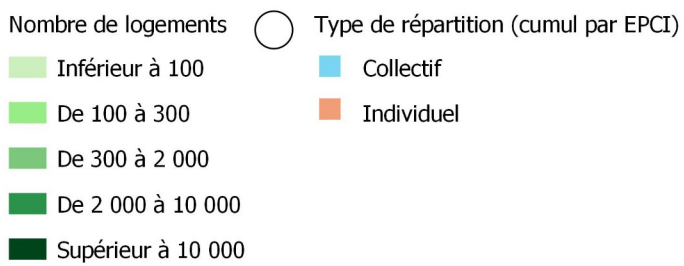 Nombre de logements
Inférieur à 100
De 100 à 300
De 300 à 2 000
De 2 000 à 10 000
Supérieur à 10 000
Type de répartition (cumul par EPCI)
Collectif
Individuel